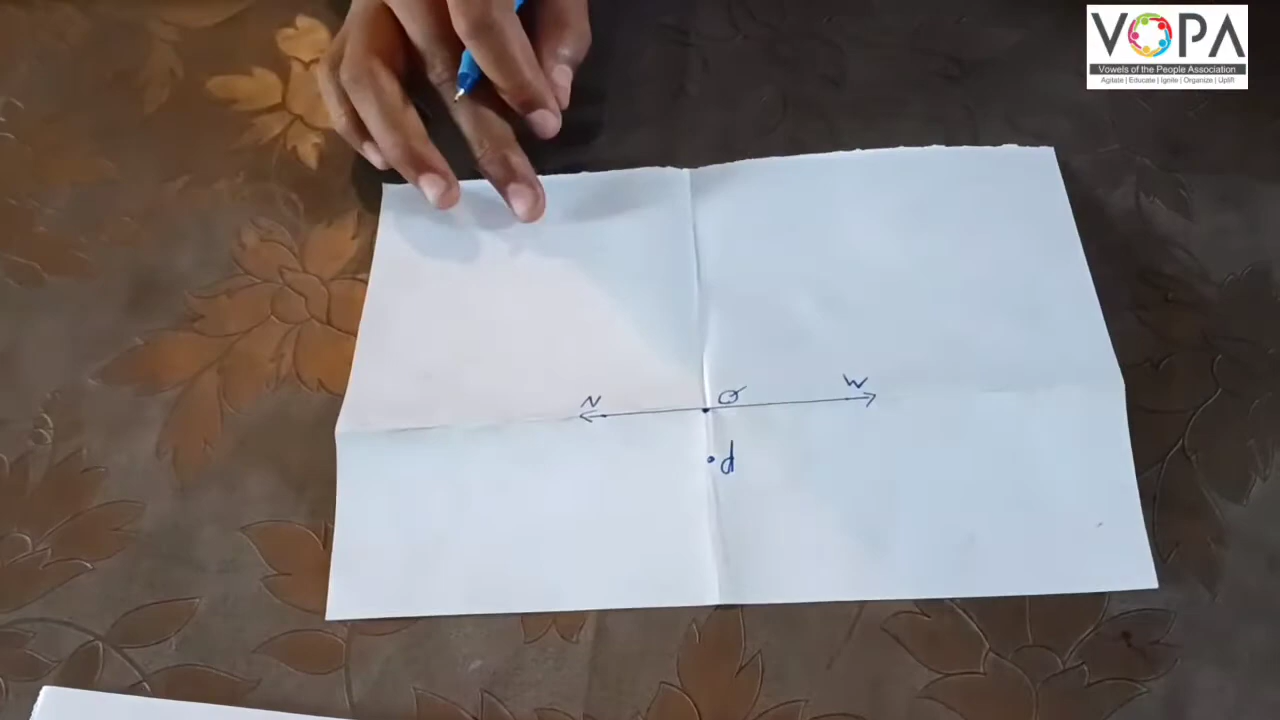 VOPA
Vowels of the People Association
Agitate | Educate | Ignite | Organize | Uplift
P
M Q N